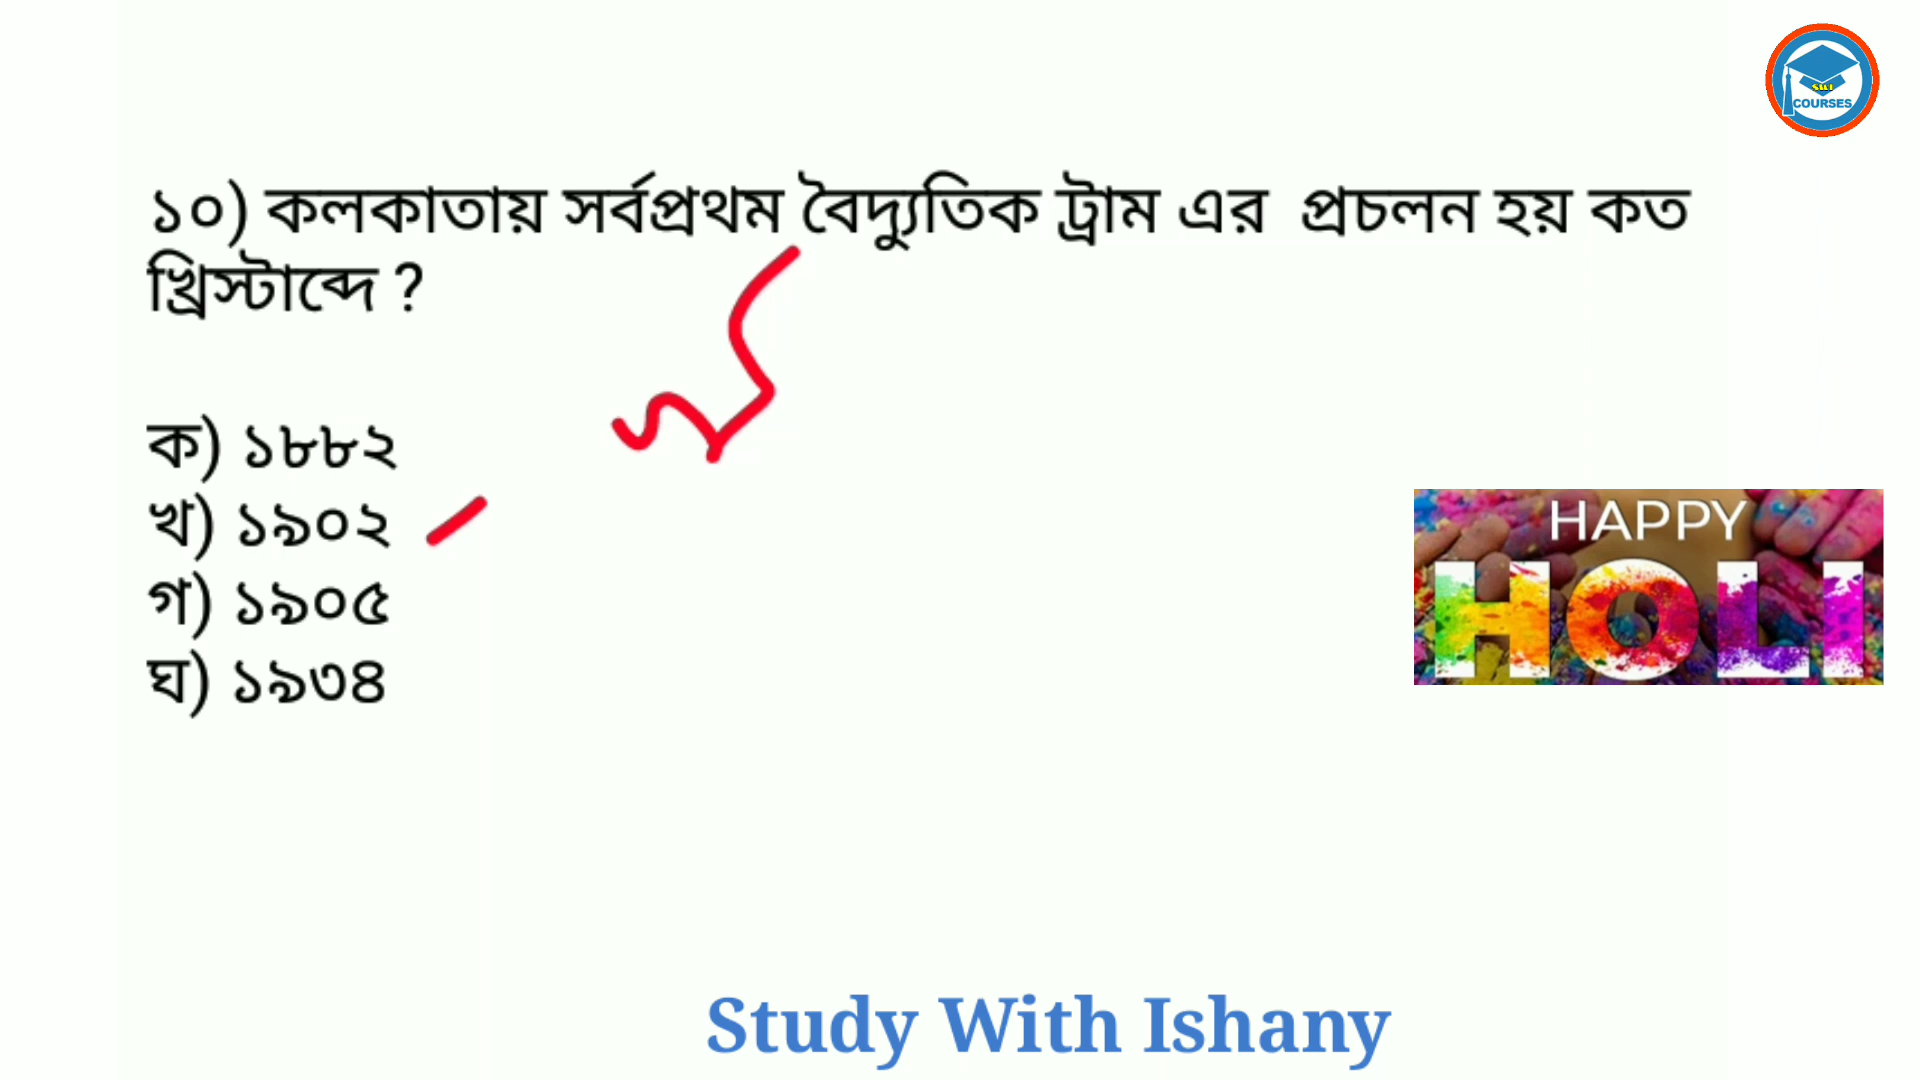 SWI
COURSES
১০) কলকাতায় সর্বপ্রথম বৈদ্যুতিক ট্রাম এর প্রচলন হয় কত
খ্রিস্টাব্দে ?
ক) ১৮৮২
খ) ১৯০২
গ) ১৯০৫
ঘ) ১৯৩৪
HAPPY
HOLI
Study With Ishany